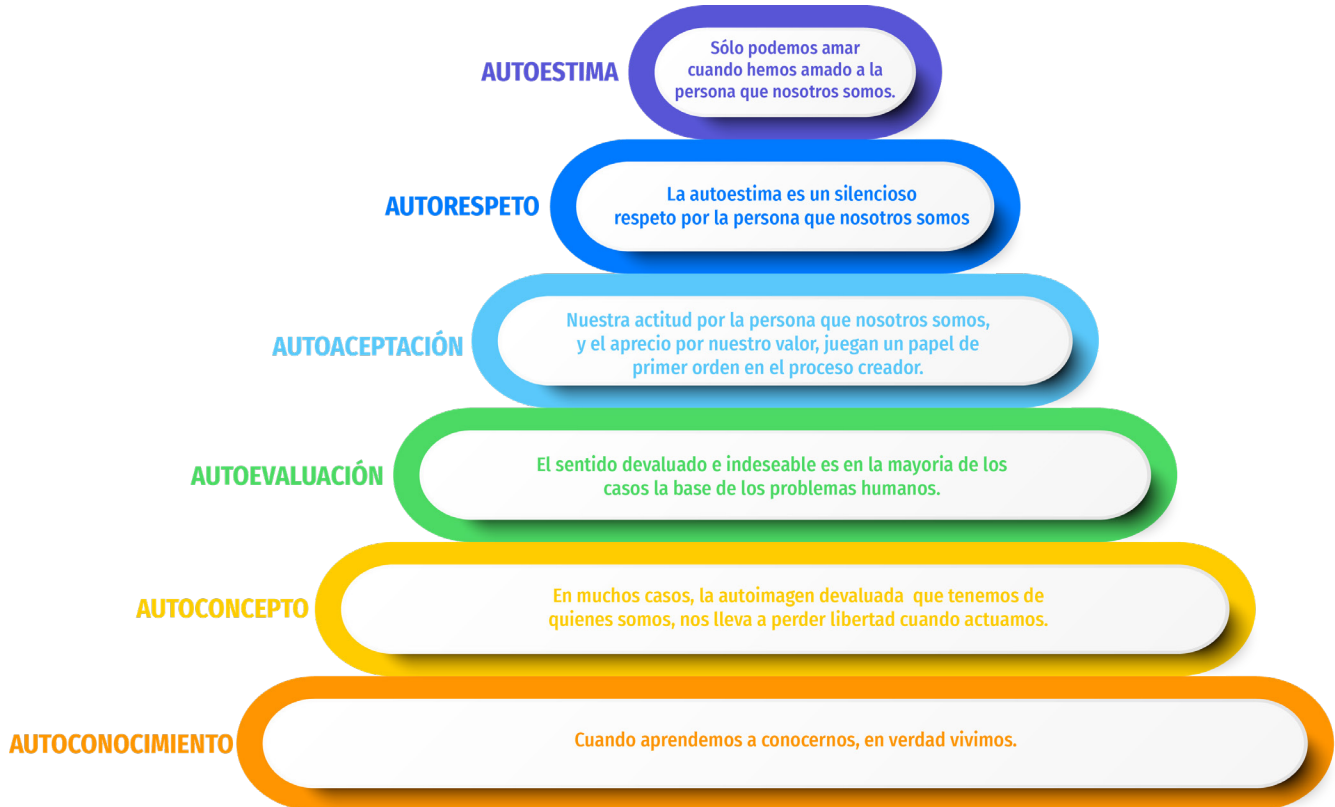 AUTOESTIMA
Sólo podemos amar
cuando hemos amado a la
persona que nosotros somos.
AUTORESPETO
La autoestima es un silencioso
respeto por la persona que nosotros somos
AUTOACEPTACIÓN
Nuestra actitud por la persona que nosotros somos,
y el aprecio por nuestro valor, juegan un papel de
primer orden en el proceso creador.
AUTOEVALUACIÓN
El sentido devaluado e indeseable es en la mayoria de los
casos la base de los problemas humanos.
AUTOCONCEPTO
En muchos casos, la autoimagen devaluada que tenemos de
quienes somos, nos lleva a perder libertad cuando actuamos.
AUTOCONOCIMIENTO
Cuando aprendemos a conocernos, en verdad vivimos.